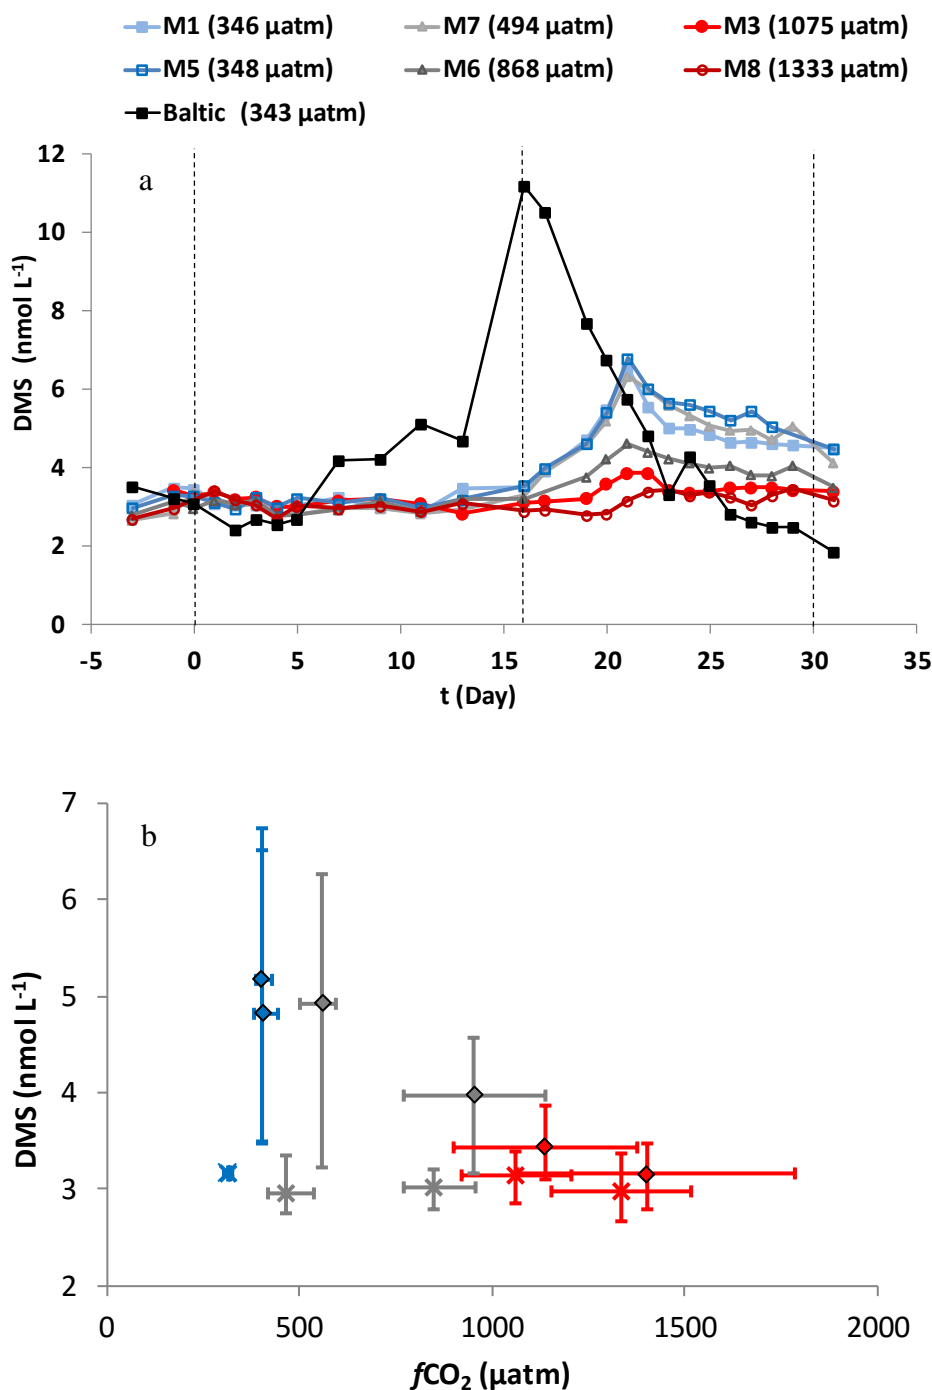 M1 (346 µatm) M7 (494 µatm) M3 (1075 µatm)
M5 (348 µatm) M6 (868 µatm) M8 (1333 µatm)
Baltic (343 µatm)
a
12
10
8
6
4
2
0
DMS (nmol L⁻¹)
-5 0 5 10 15 20 25 30 35
t (Day)
b
7
6
5
4
3
2
DMS (nmol L⁻¹)
0 500 1000 1500 2000
fCO₂ (µatm)